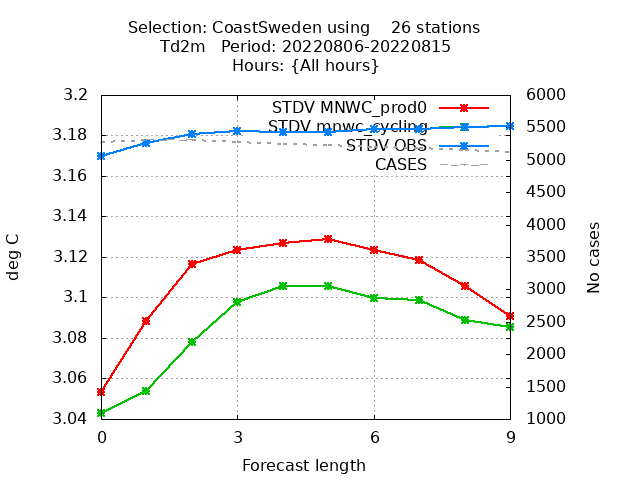 Selection: CoastSweden using    26 stations
Td2m   Period: 20220806-20220815
Hours: {All hours}
3.2
3.18
3.16
3.14
3.12
3.1
3.08
3.06
3.04
deg C
STDV MNWC_prod0
STDV mnwc_cycling
STDV OBS
CASES
6000
5500
5000
4500
4000
3500
3000
2500
2000
1500
1000
No cases
0 3 6 9
Forecast length